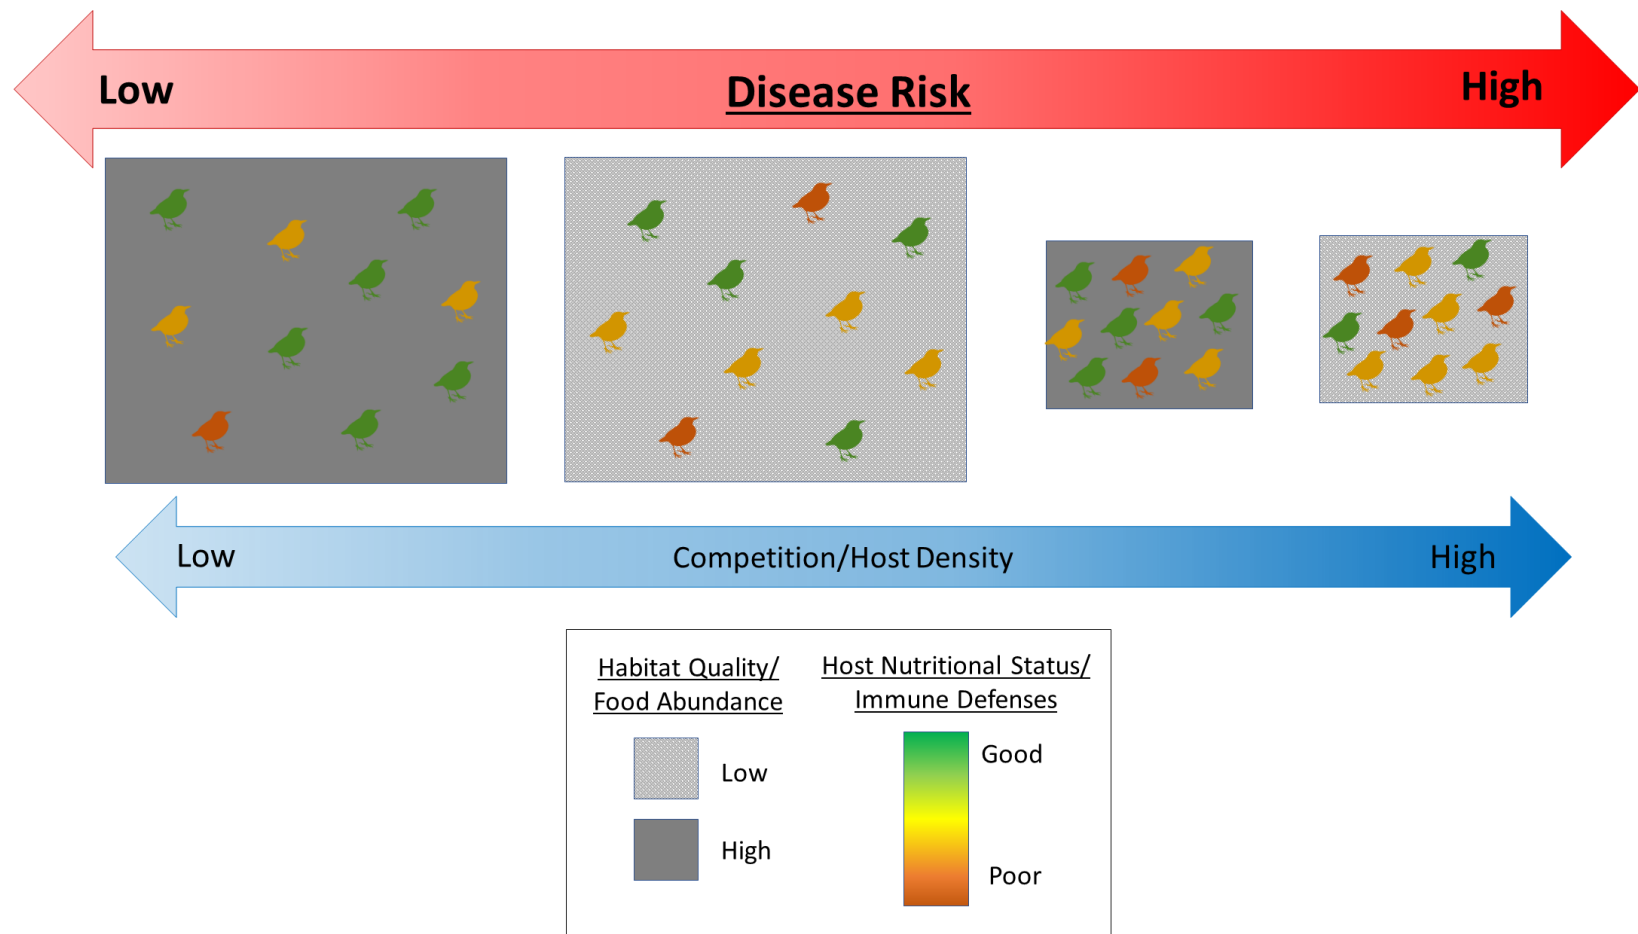 Low
Disease Risk
High
Low
Competition/Host Density
High
Habitat Quality/
Food Abundance
Low
High
Host Nutritional Status/
Immune Defenses
Good
Poor